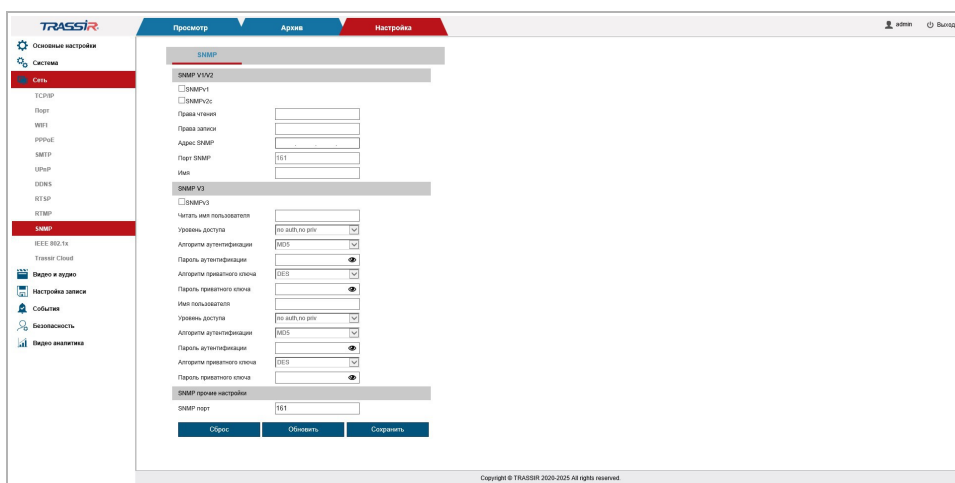 TRASSIR
Просмотр
Архив
Настройка
admin
Выход
Основные настройки
Система
Сеть
TCP/IP
Порт
WIFI
PPPoE
SMTP
UPnP
DDNS
RTSP
RTMP
SNMP
IEEE 802.1x
Trassir Cloud
Видео и аудио
Настройка записи
События
Безопасность
Видео аналитика
SNMP
SNMP V1/V2
SNMPv1
SNMPv2c
Права чтения
Права записи
Адрес SNMP . . .
Порт SNMP 161
Имя
SNMP V3
SNMPv3
Читать имя пользователя
Уровень доступа no auth,no priv
Алгоритм аутентификации MD5
Пароль аутентификации
Алгоритм приватного ключа DES
Пароль приватного ключа
Имя пользователя
Уровень доступа no auth,no priv
Алгоритм аутентификации MD5
Пароль аутентификации
Алгоритм приватного ключа DES
Пароль приватного ключа
SNMP прочие настройки
SNMP порт 161
Сброс
Обновить
Сохранить
Copyright © TRASSIR 2020-2025 All rights reserved.